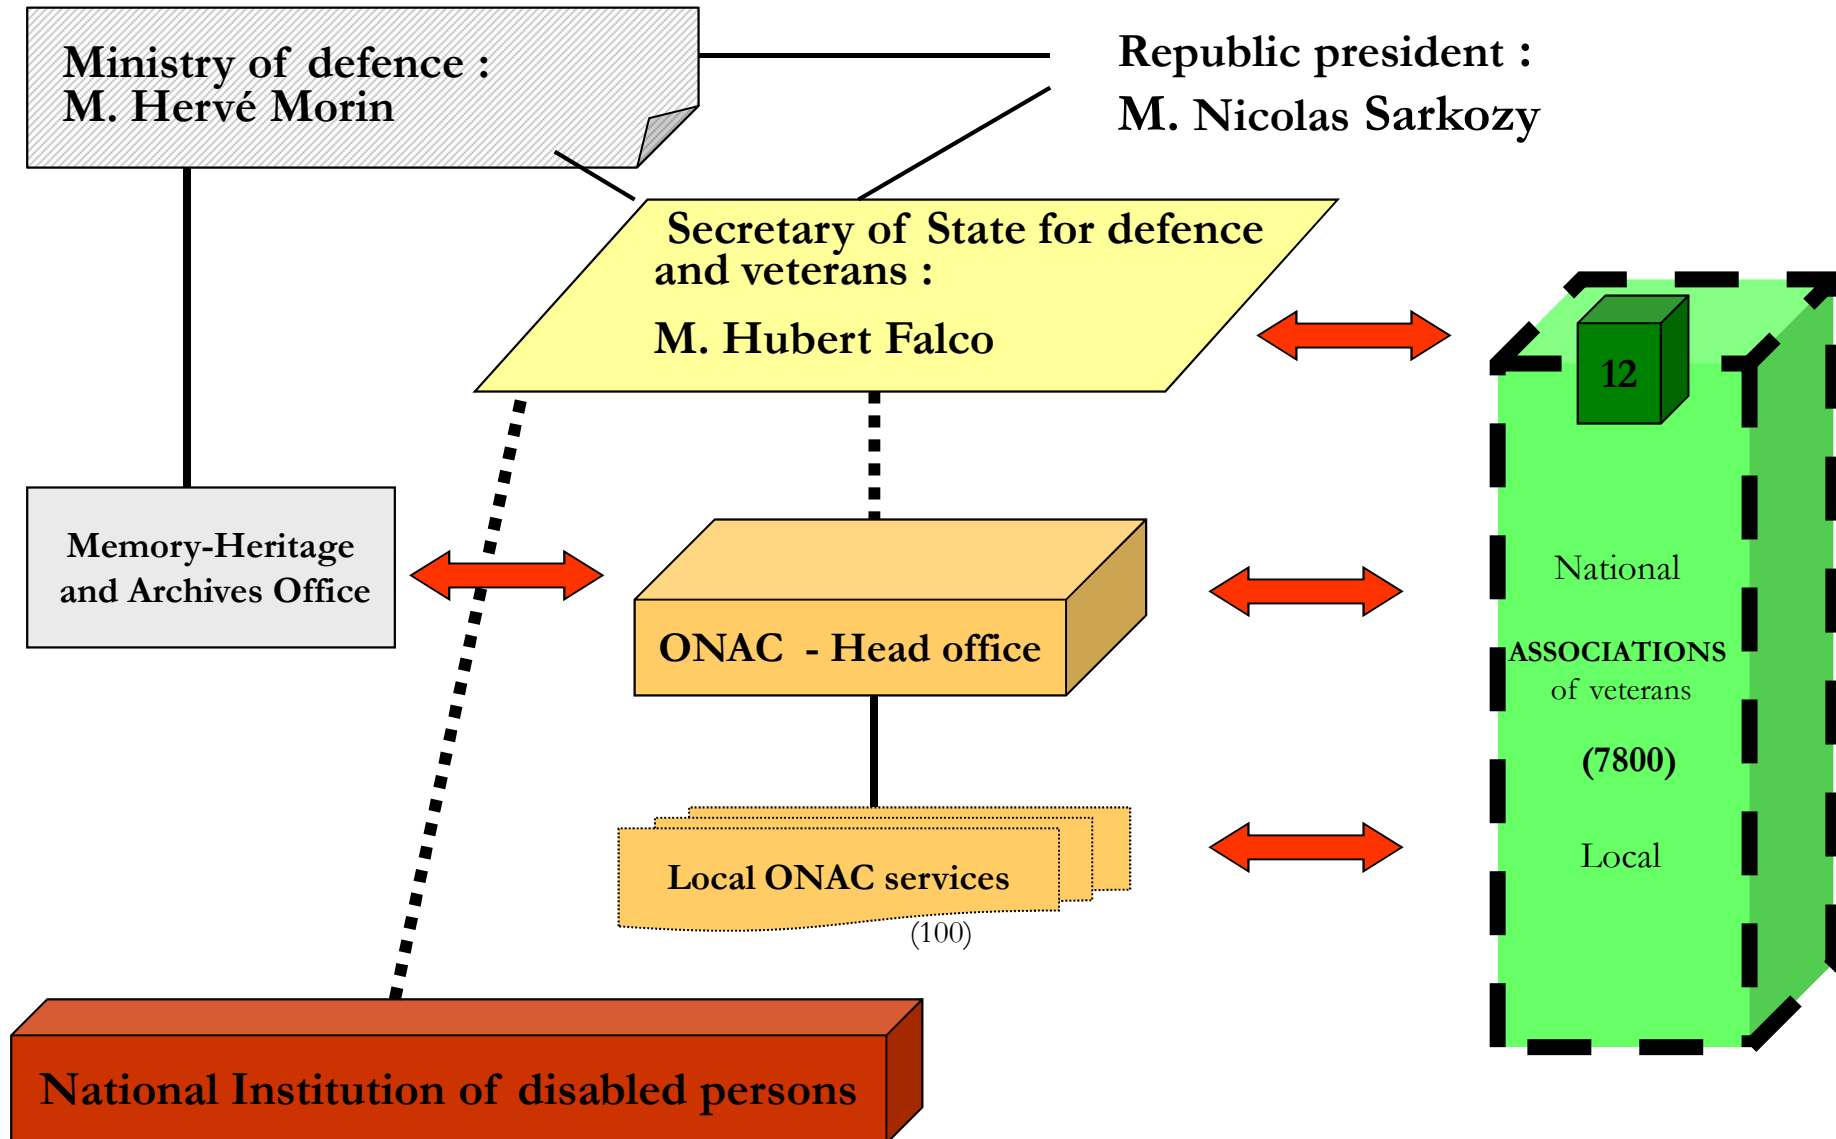 Ministry of defence :
M. Hervé Morin
Republic president :
M. Nicolas Sarkozy
Secretary of State for defence
and veterans :
M. Hubert Falco
12
Memory-Heritage
and Archives Office
ONAC - Head office
National
ASSOCIATIONS
of veterans
(7800)
Local
Local ONAC services
(100)
National Institution of disabled persons